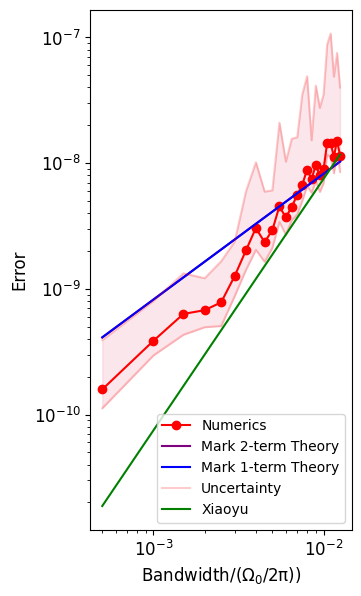 10⁻⁷
10⁻⁸
10⁻⁹
10⁻¹⁰
Error
Numerics
Mark 2-term Theory
Mark 1-term Theory
Uncertainty
Xiaoyu
10⁻³ 10⁻²
Bandwidth/(Ω₀/2π))